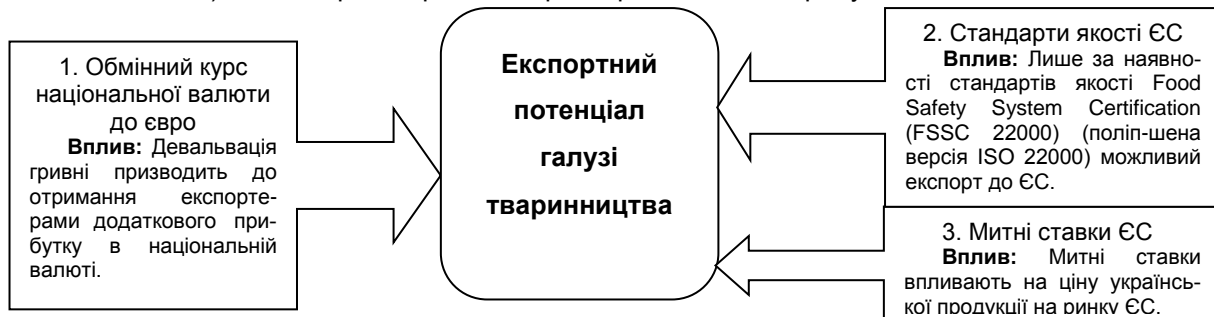 1. Обмінний курс
національної валюти
до євро
Вплив: Девальвація
гривні призводить до
отримання експорте-
рами додаткового при-
бутку в національній
валюті.
Експортний
потенціал
галузі
тваринництва
2. Стандарти якості ЄС
Вплив: Лише за наявно-
сті стандартів якості Food
Safety System Certification
(FSSC 22000) (поліп-шена
версія ISO 22000) можливий
експорт до ЄС.
3. Митні ставки ЄС
Вплив: Митні ставки
впливають на ціну українсь-
кої продукції на ринку ЄС.